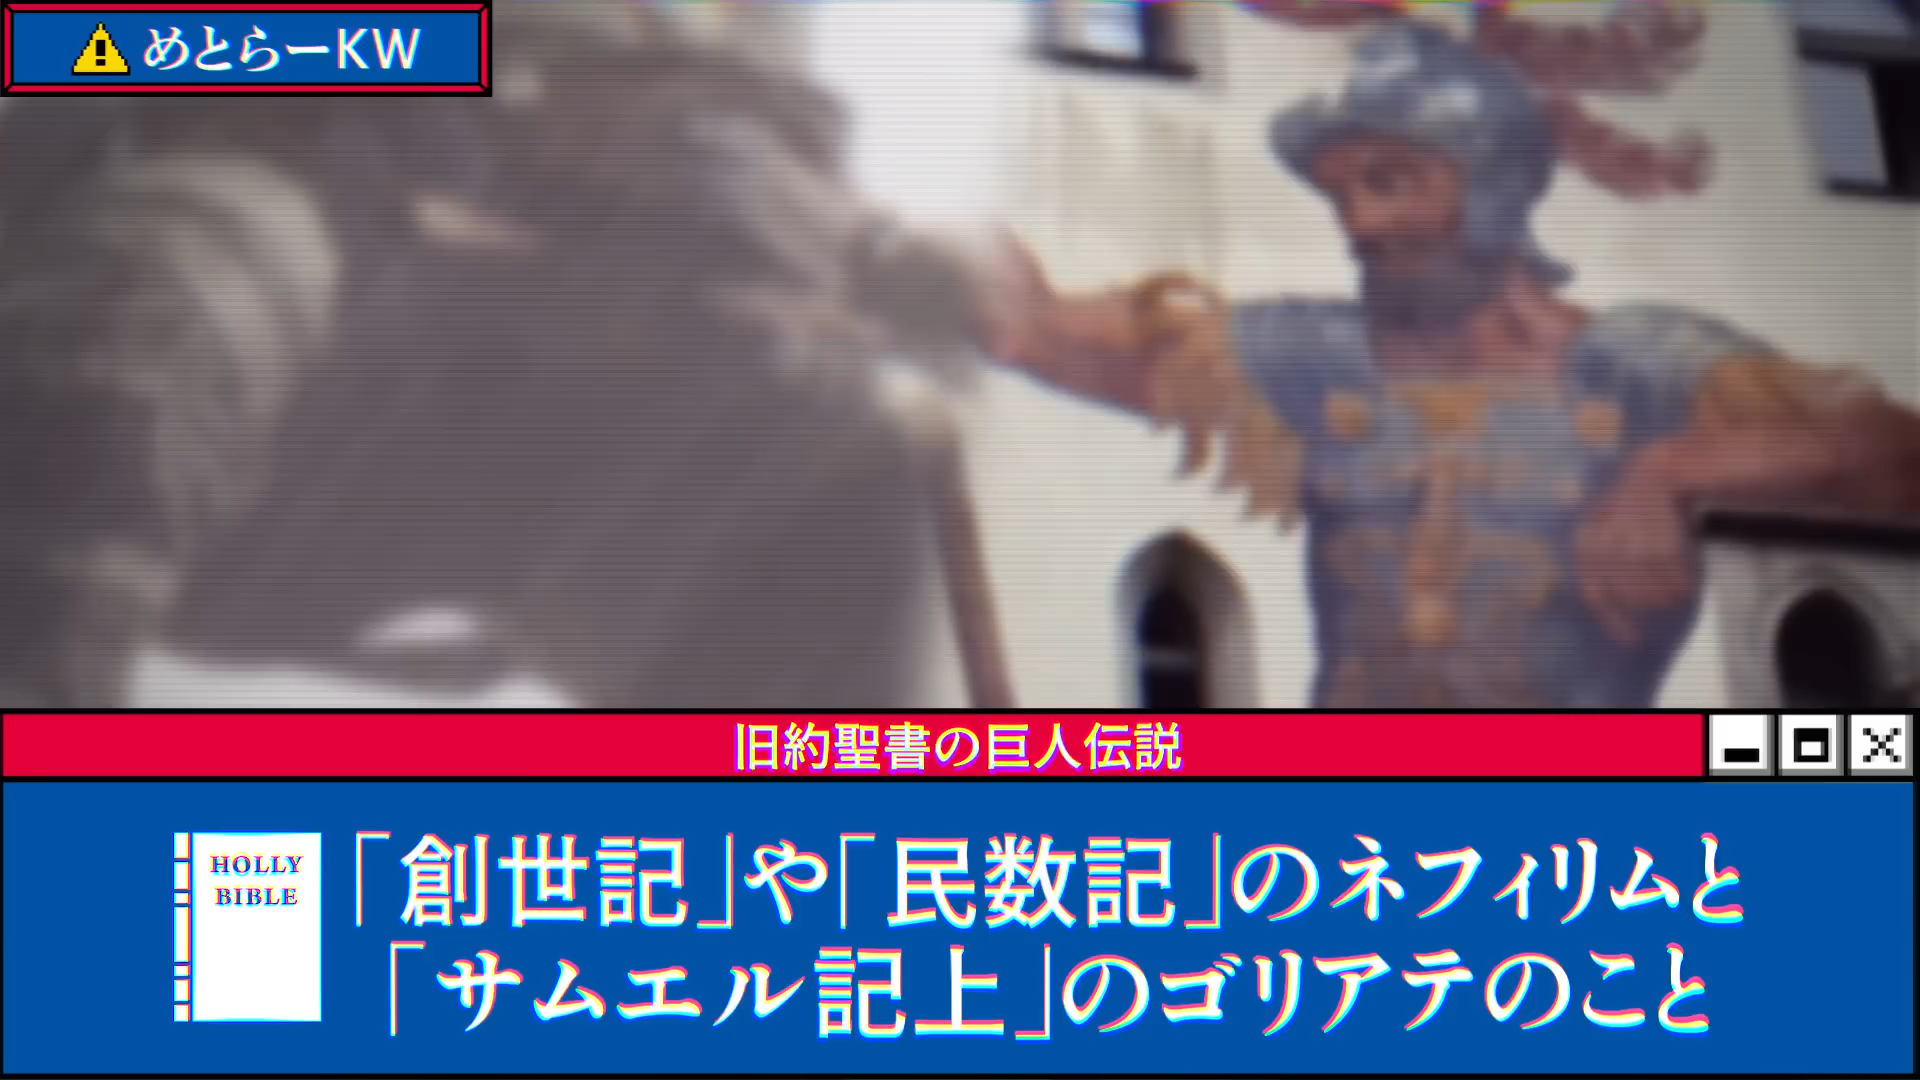 めとらーKW
旧約聖書の巨人伝説
HOLLY
BIBLE
「創世記」や「民数記」のネフィリムと
「サムエル記上」のゴリアテのこと